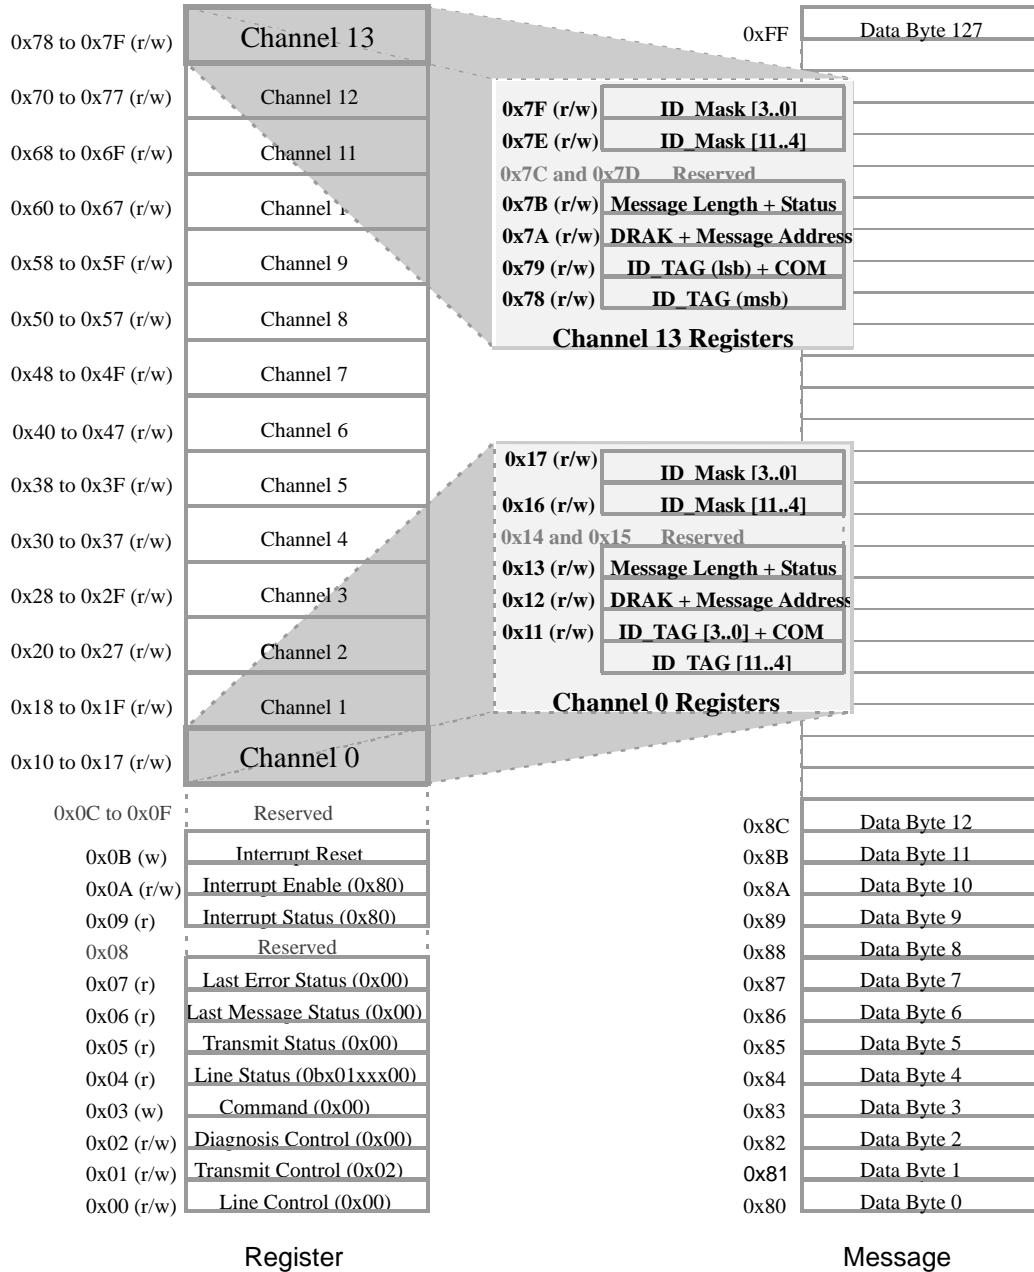 0x78 to 0x7F (r/w) Channel 13
0x70 to 0x77 (r/w) Channel 12
0x68 to 0x6F (r/w) Channel 11
0x60 to 0x67 (r/w) Channel 1
0x58 to 0x5F (r/w) Channel 9
0x50 to 0x57 (r/w) Channel 8
0x48 to 0x4F (r/w) Channel 7
0x40 to 0x47 (r/w) Channel 6
0x38 to 0x3F (r/w) Channel 5
0x30 to 0x37 (r/w) Channel 4
0x28 to 0x2F (r/w) Channel 3
0x20 to 0x27 (r/w) Channel 2
0x18 to 0x1F (r/w) Channel 1
0x10 to 0x17 (r/w) Channel 0
0x0C to 0x0F Reserved
0x0B (w) Interrupt Reset
0x0A (r/w) Interrupt Enable (0x80)
0x09 (r) Interrupt Status (0x80)
0x08 Reserved
0x07 (r) Last Error Status (0x00)
0x06 (r) Last Message Status (0x00)
0x05 (r) Transmit Status (0x00)
0x04 (r) Line Status (0bx01xxx00)
0x03 (w) Command (0x00)
0x02 (r/w) Diagnosis Control (0x00)
0x01 (r/w) Transmit Control (0x02)
0x00 (r/w) Line Control (0x00)
Register
0x7F (r/w) ID_Mask [3..0]
0x7E (r/w) ID_Mask [11..4]
0x7C and 0x7D Reserved
0x7B (r/w) Message Length + Status
0x7A (r/w) DRAK + Message Address
0x79 (r/w) ID_TAG (lsb) + COM
0x78 (r/w) ID_TAG (msb)
Channel 13 Registers
0x17 (r/w) ID_Mask [3..0]
0x16 (r/w) ID_Mask [11..4]
0x14 and 0x15 Reserved
0x13 (r/w) Message Length + Status
0x12 (r/w) DRAK + Message Address
0x11 (r/w) ID_TAG [3..0] + COM
ID_TAG [11..4]
Channel 0 Registers
0xFF Data Byte 127
0x8C Data Byte 12
0x8B Data Byte 11
0x8A Data Byte 10
0x89 Data Byte 9
0x88 Data Byte 8
0x87 Data Byte 7
0x86 Data Byte 6
0x85 Data Byte 5
0x84 Data Byte 4
0x83 Data Byte 3
0x82 Data Byte 2
0x81 Data Byte 1
0x80 Data Byte 0
Message